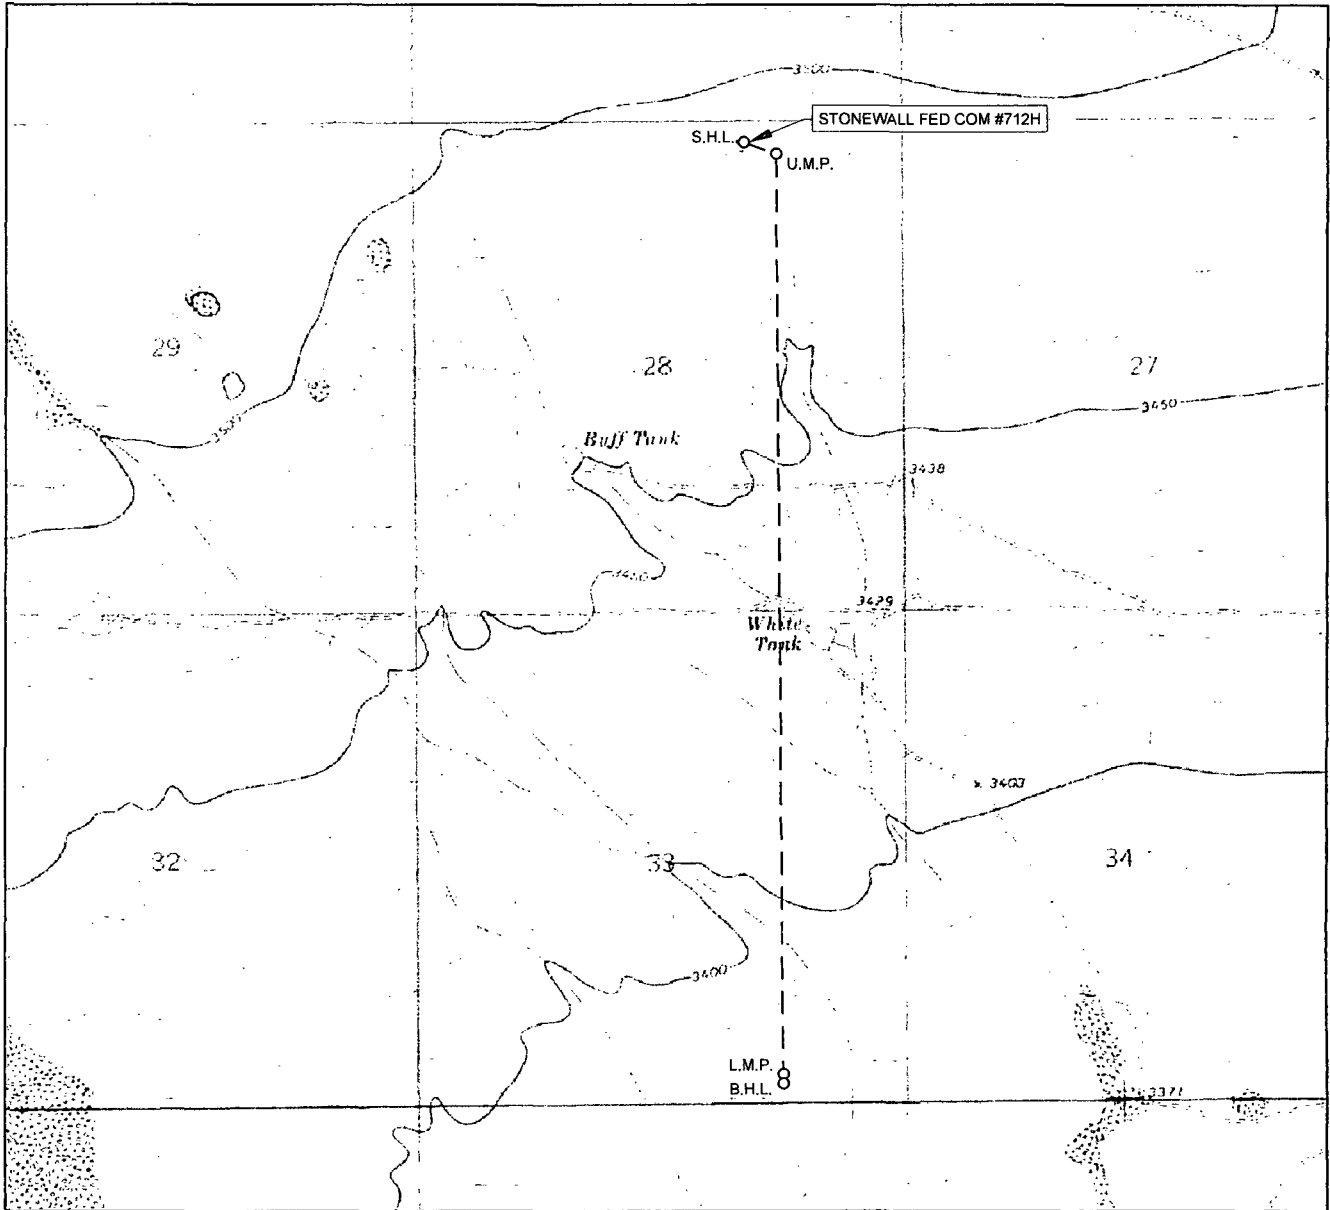 3500
STONEWALL FED COM #712H
S.H.L.
U.M.P.
29
28
27
3450
3500
Buff Tank
3438
3450
3429
White
Tank
3403
32
33
34
3400
L.M.P.
B.H.L.
3371